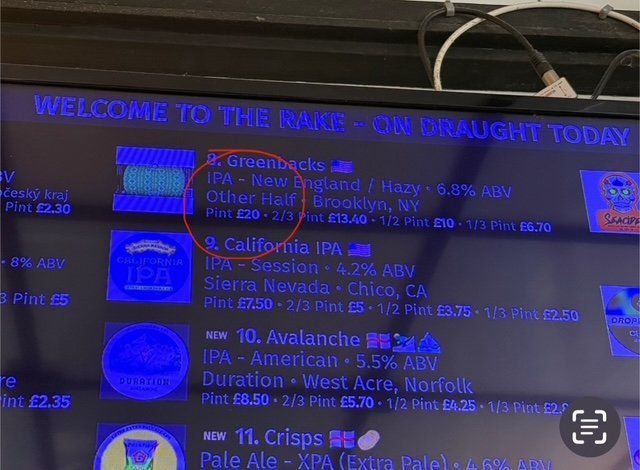 WELCOME TO THE RAKE - ON DRAUGHT TODAY
český kraj
Pint £2.30
8% ABV
3 Pint £5
Pint £2.35
8. Greenbacks
IPA - New England / Hazy • 6.8% ABV
Other Half • Brooklyn, NY
Pint £20 • 2/3 Pint £13.40 • 1/2 Pint £10 • 1/3 Pint £6.70
CALIFORNIA
IPA
9. California IPA
IPA - Session • 4.2% ABV
Sierra Nevada • Chico, CA
Pint £7.50 • 2/3 Pint £5 • 1/2 Pint £3.75 • 1/3 Pint £2.50
DURATION
NEW 10. Avalanche
IPA - American • 5.5% ABV
Duration • West Acre, Norfolk
Pint £8.50 • 2/3 Pint £5.70 • 1/2 Pint £4.25 • 1/3 Pint
NEW 11. Crisps
Pale Ale - XPA (Extra Pale) • 4.6% ABV